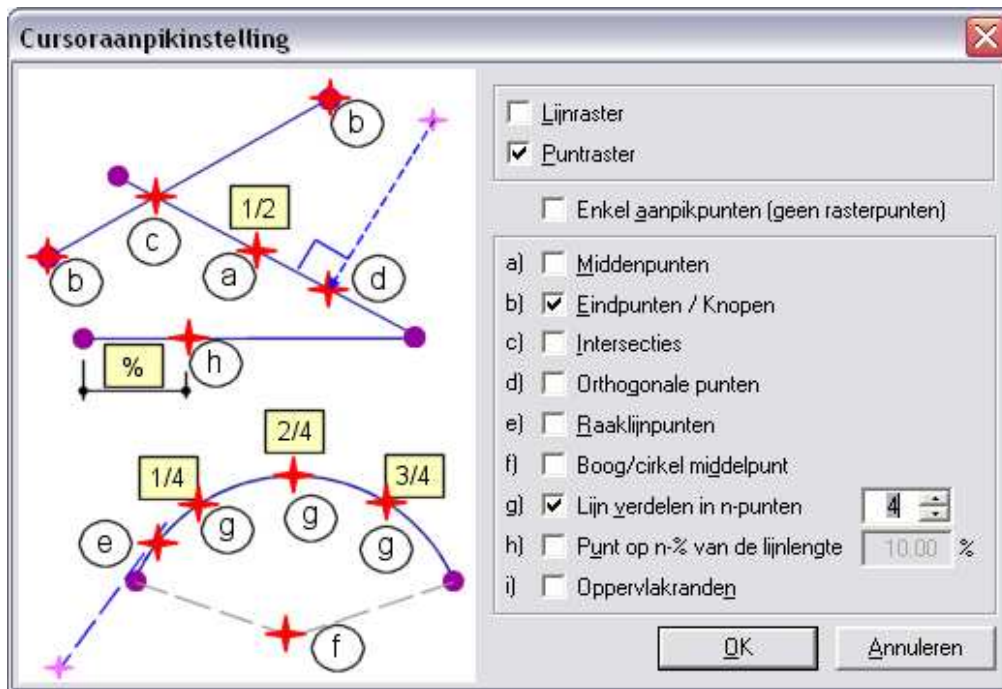 Cursoraanpikinstelling
b
1/2
c
b
a
d
%
h
2/4
1/4
3/4
g
g
e
g
f
Lijnraster
Puntraster
Enkel aanpikpunten (geen rasterpunten)
a) Middenpunten
b) Eindpunten / Knopen
c) Intersecties
d) Orthogonale punten
e) Raaklijnpunten
f) Boog/cirkel middelpunt
g) Lijn verdelen in n-punten 4
h) Punt op n-% van de lijnlengte 10.00 %
i) Oppervlakranden
OK Annuleren